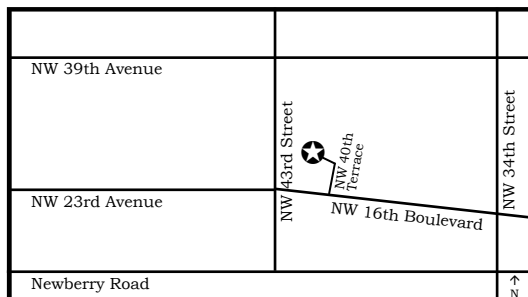 NW 39th Avenue
NW 43rd Street
NW 40th
Terrace
NW 34th Street
NW 23rd Avenue
NW 16th Boulevard
Newberry Road
↑
N